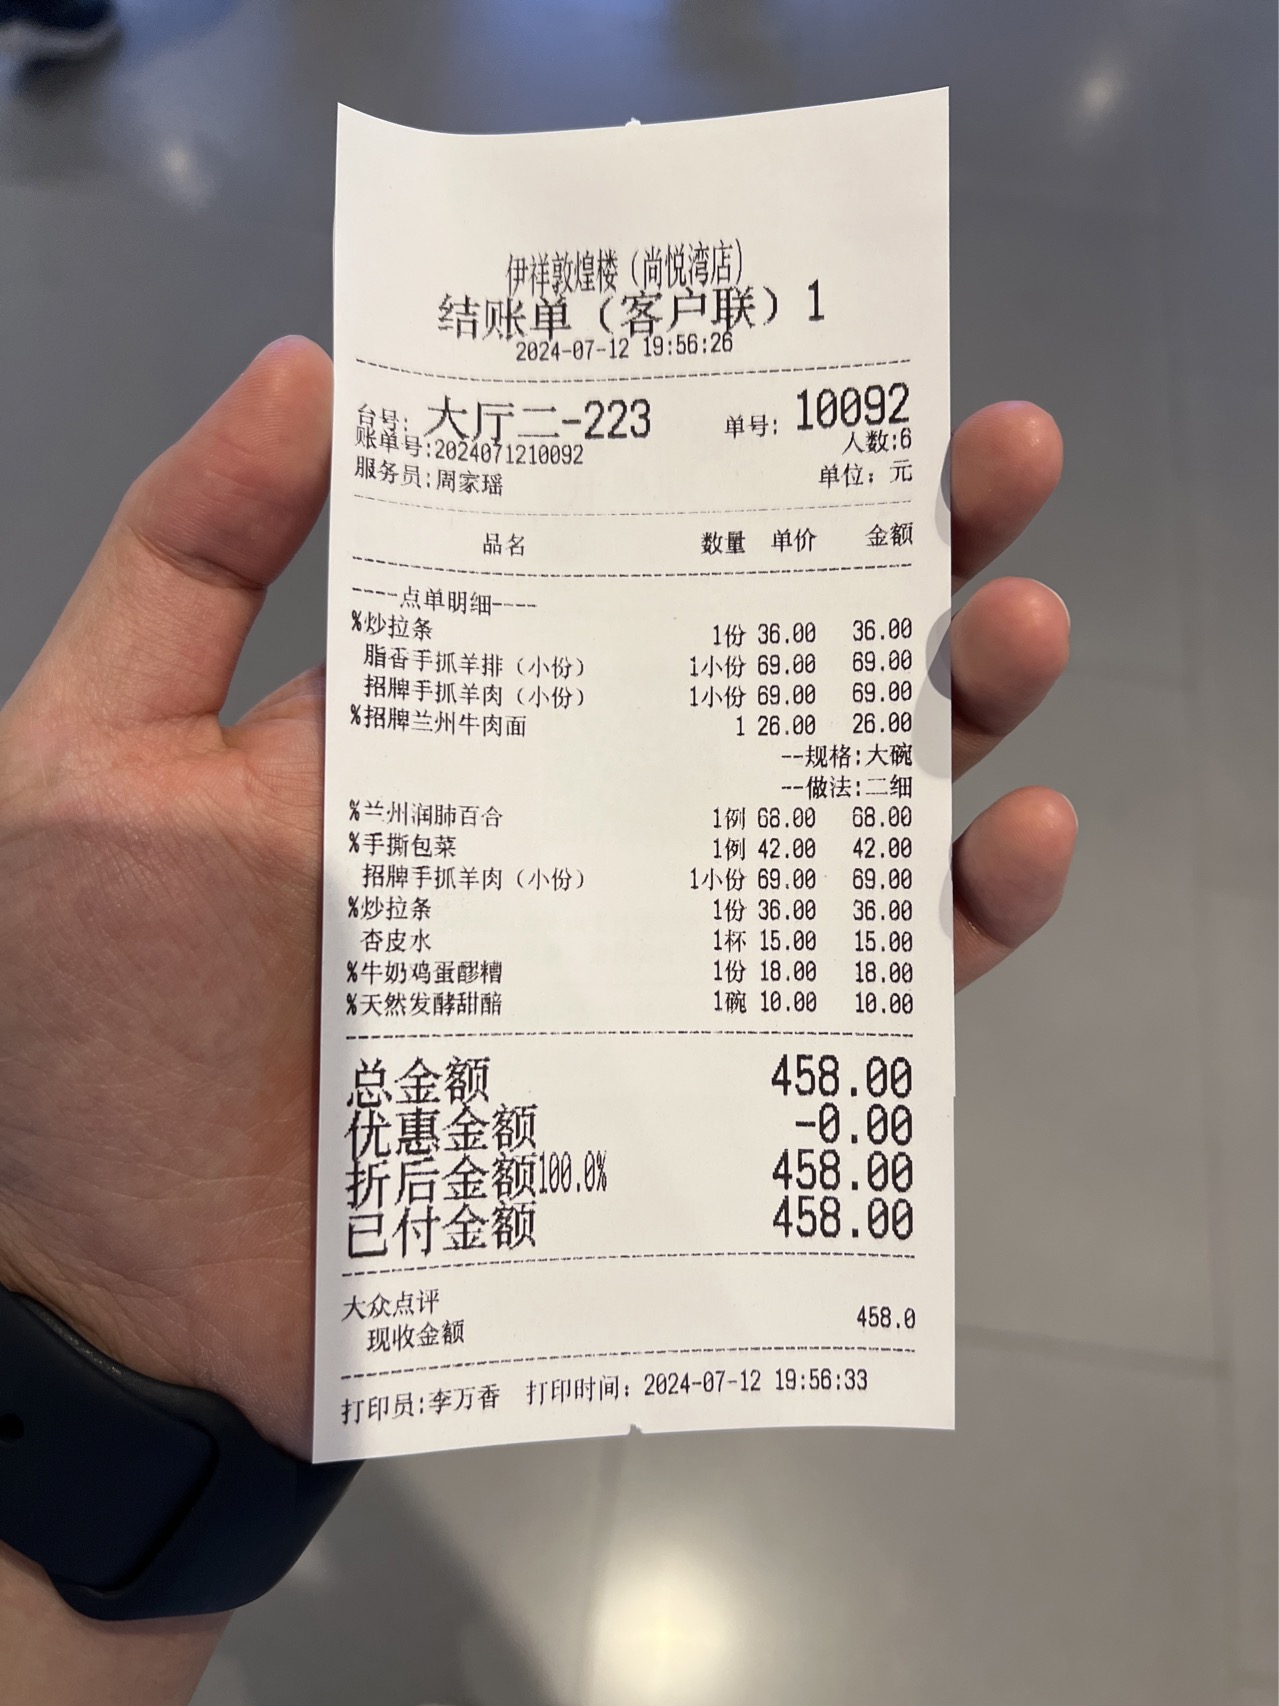 伊祥敦煌楼（尚悦湾店）
结账单（客户联）1
2024-07-12 19:56:26
台号: 大厅二-223 单号: 10092
账单号:2024071210092 人数:6
服务员:周家瑶 单位: 元
品名 数量 单价 金额
----点单明细----
%炒拉条 1份 36.00 36.00
脂香手抓羊排（小份） 1小份 69.00 69.00
招牌手抓羊肉（小份） 1小份 69.00 69.00
%招牌兰州牛肉面 1 26.00 26.00
--规格:大碗
--做法:二细
%兰州润肺百合 1例 68.00 68.00
%手撕包菜 1例 42.00 42.00
招牌手抓羊肉（小份） 1小份 69.00 69.00
%炒拉条 1份 36.00 36.00
杏皮水 1杯 15.00 15.00
%牛奶鸡蛋醪糟 1份 18.00 18.00
%天然发酵甜醅 1碗 10.00 10.00
总金额 458.00
优惠金额 -0.00
折后金额100.0% 458.00
已付金额 458.00
大众点评
现收金额 458.0
打印员:李万香 打印时间: 2024-07-12 19:56:33